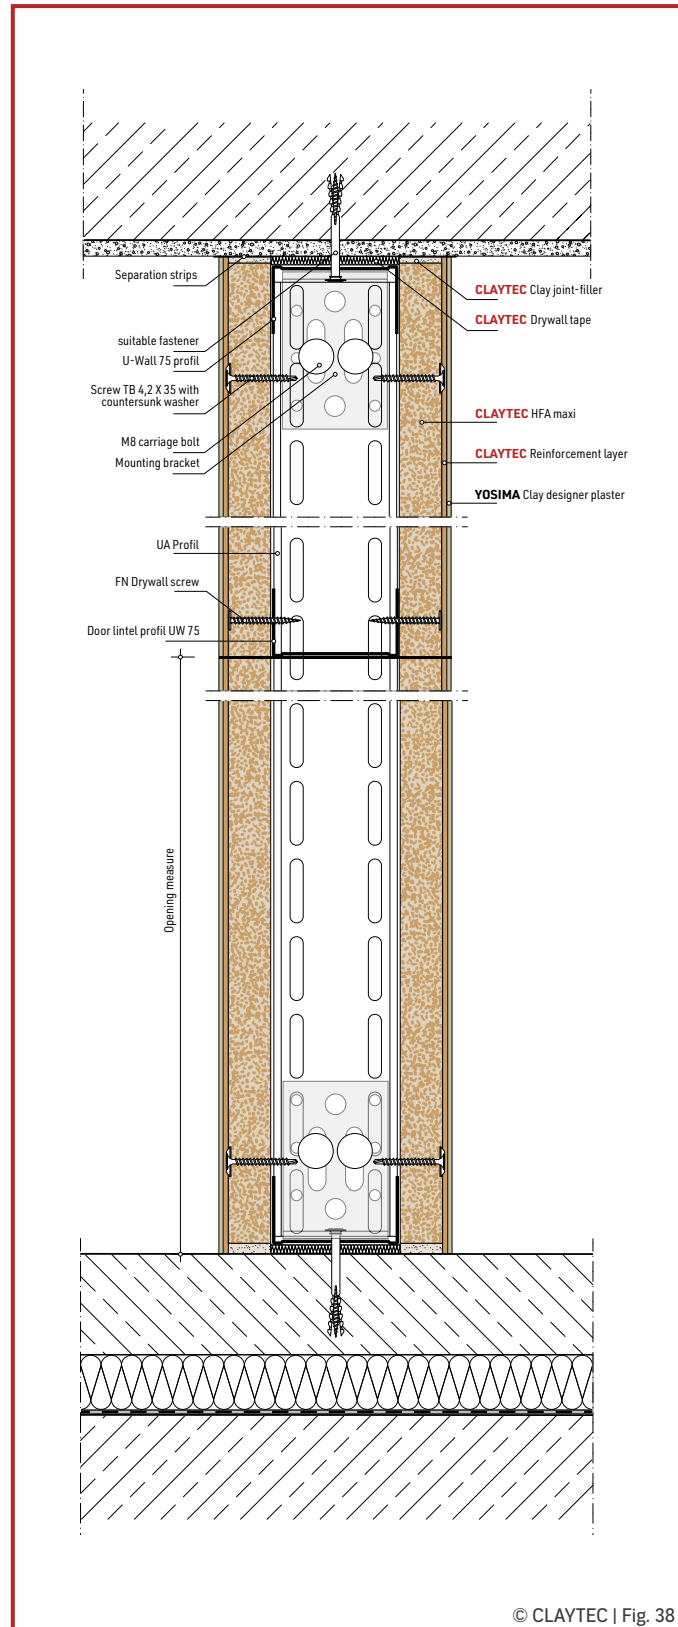 Separation strips
suitable fastener
U-Wall 75 profil
Screw TB 4,2 X 35 with
countersunk washer
M8 carriage bolt
Mounting bracket
UA Profil
FN Drywall screw
Door lintel profil UW 75
Opening measure
CLAYTEC Clay joint-filler
CLAYTEC Drywall tape
CLAYTEC HFA maxi
CLAYTEC Reinforcement layer
YOSIMA Clay designer plaster
© CLAYTEC | Fig. 38